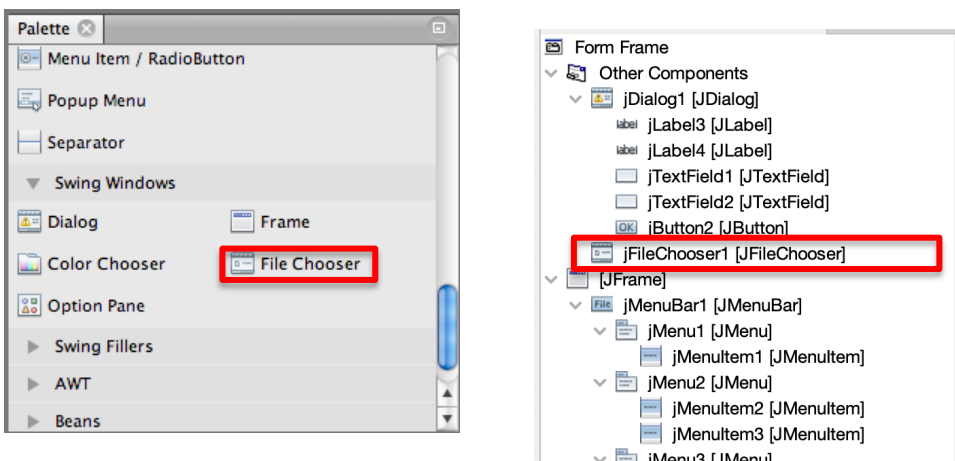 Palette
Menu Item / RadioButton
Popup Menu
Separator
Swing Windows
Dialog
Frame
Color Chooser
File Chooser
Option Pane
Swing Fillers
AWT
Beans
Form Frame
Other Components
jDialog1 [JDialog]
label jLabel3 [JLabel]
label jLabel4 [JLabel]
jTextField1 [JTextField]
jTextField2 [JTextField]
OK jButton2 [JButton]
jFileChooser1 [JFileChooser]
[JFrame]
File jMenuBar1 [JMenuBar]
jMenu1 [JMenu]
jMenuItem1 [JMenuItem]
jMenu2 [JMenu]
jMenuItem2 [JMenuItem]
jMenuItem3 [JMenuItem]
jMenu3 [JMenu]